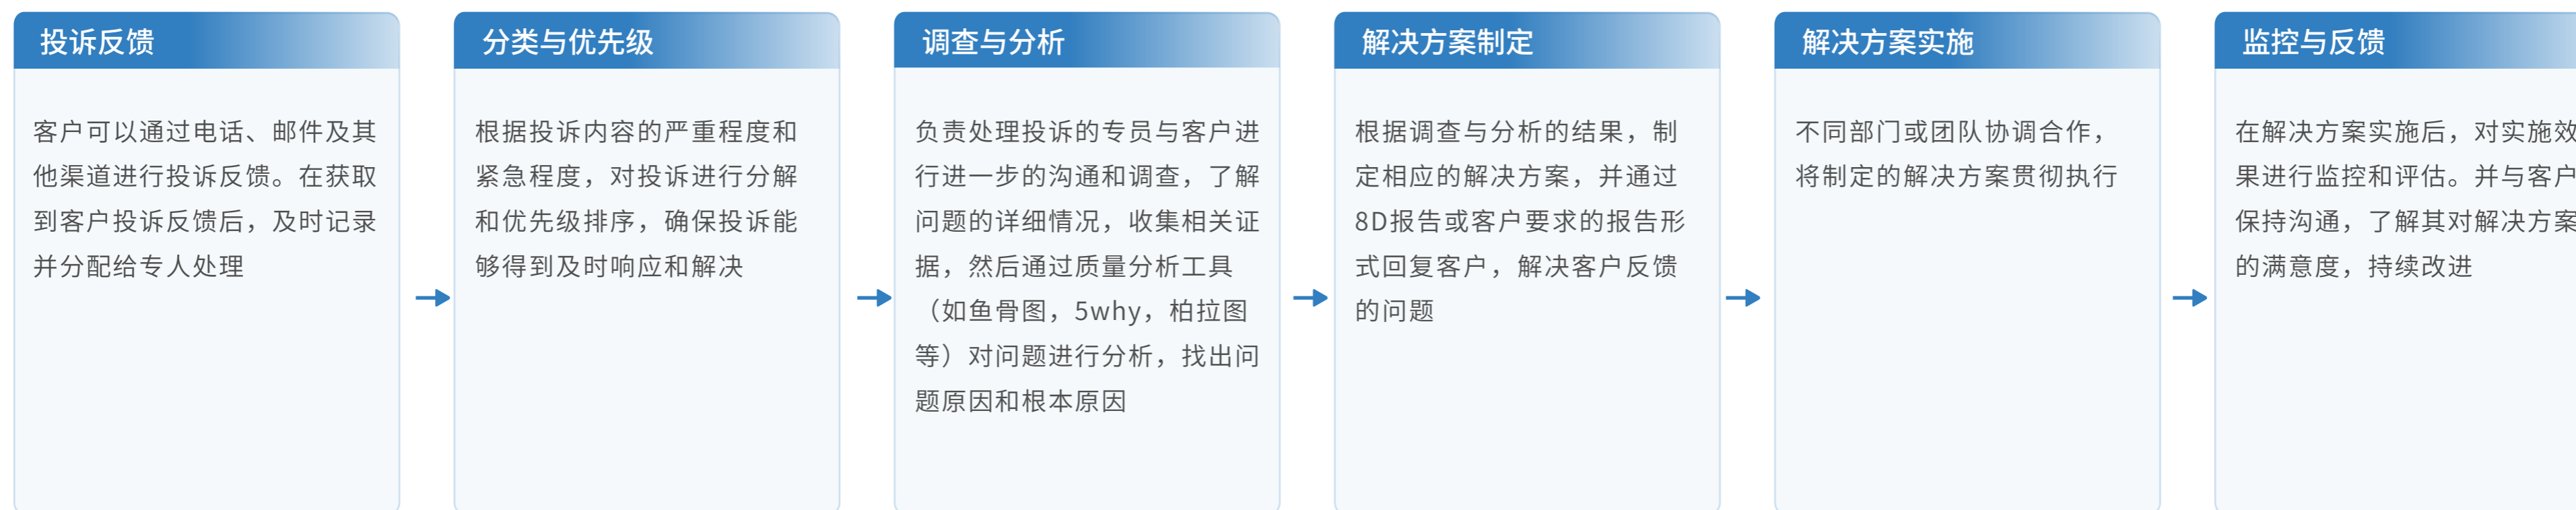 投诉反馈
客户可以通过电话、邮件及其
他渠道进行投诉反馈。在获取
到客户投诉反馈后，及时记录
并分配给专人处理
分类与优先级
根据投诉内容的严重程度和
紧急程度，对投诉进行分解
和优先级排序，确保投诉能
够得到及时响应和解决
调查与分析
负责处理投诉的专员与客户进
行进一步的沟通和调查，了解
问题的详细情况，收集相关证
据，然后通过质量分析工具
（如鱼骨图，5why，柏拉图
等）对问题进行分析，找出问
题原因和根本原因
解决方案制定
根据调查与分析的结果，制
定相应的解决方案，并通过
8D报告或客户要求的报告形
式回复客户，解决客户反馈
的问题
解决方案实施
不同部门或团队协调合作，
将制定的解决方案贯彻执行
监控与反馈
在解决方案实施后，对实施效
果进行监控和评估。并与客户
保持沟通，了解其对解决方案
的满意度，持续改进